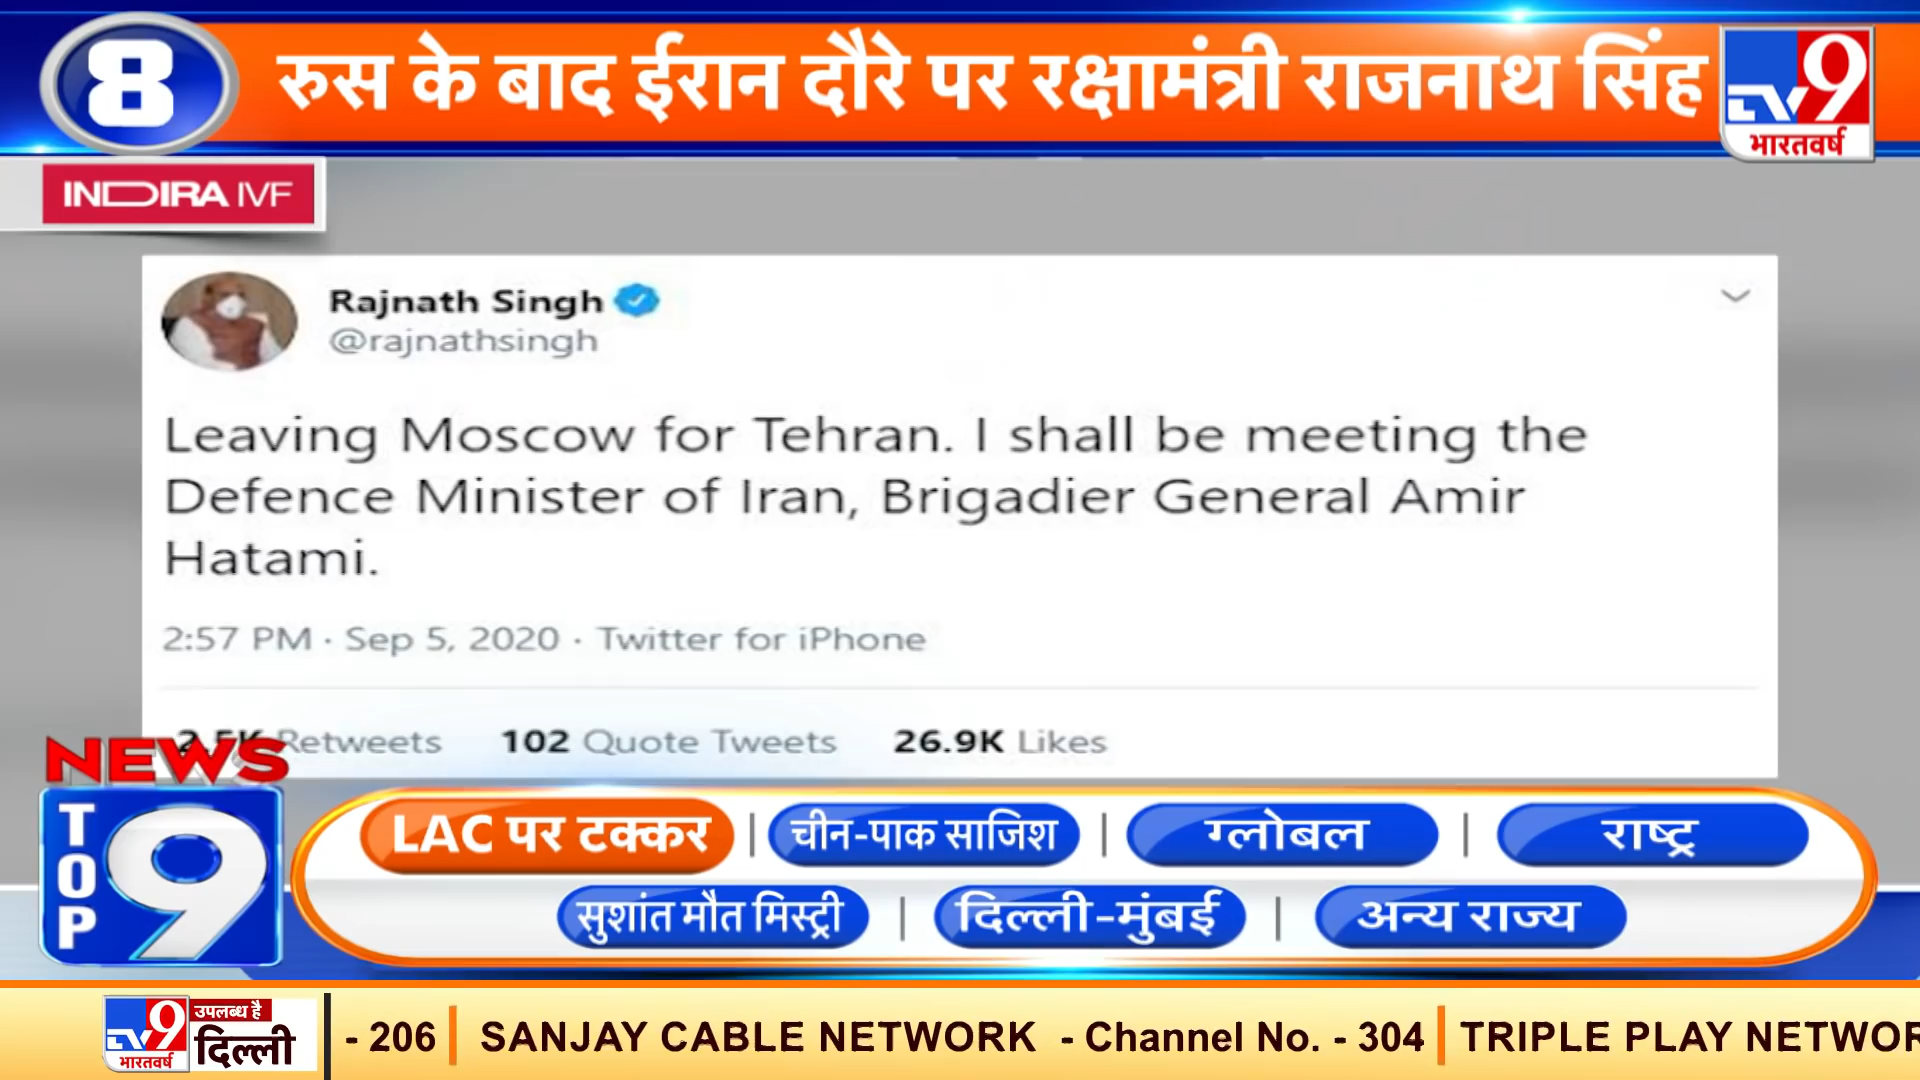 8
रुस के बाद ईरान दौरे पर रक्षामंत्री राजनाथ सिंह
TV9
भारतवर्ष
INDIRA IVF
Rajnath Singh
@rajnathsingh
Leaving Moscow for Tehran. I shall be meeting the
Defence Minister of Iran, Brigadier General Amir
Hatami.
2:57 PM · Sep 5, 2020 · Twitter for iPhone
2.5K Retweets 102 Quote Tweets 26.9K Likes
NEWS
TOP 9
LAC पर टक्कर | चीन-पाक साजिश | ग्लोबल | राष्ट्र
सुशांत मौत मिस्ट्री | दिल्ली-मुंबई | अन्य राज्य
TV9
भारतवर्ष
उपलब्ध है
दिल्ली
- 206 | SANJAY CABLE NETWORK - Channel No. - 304 | TRIPLE PLAY NETWOR